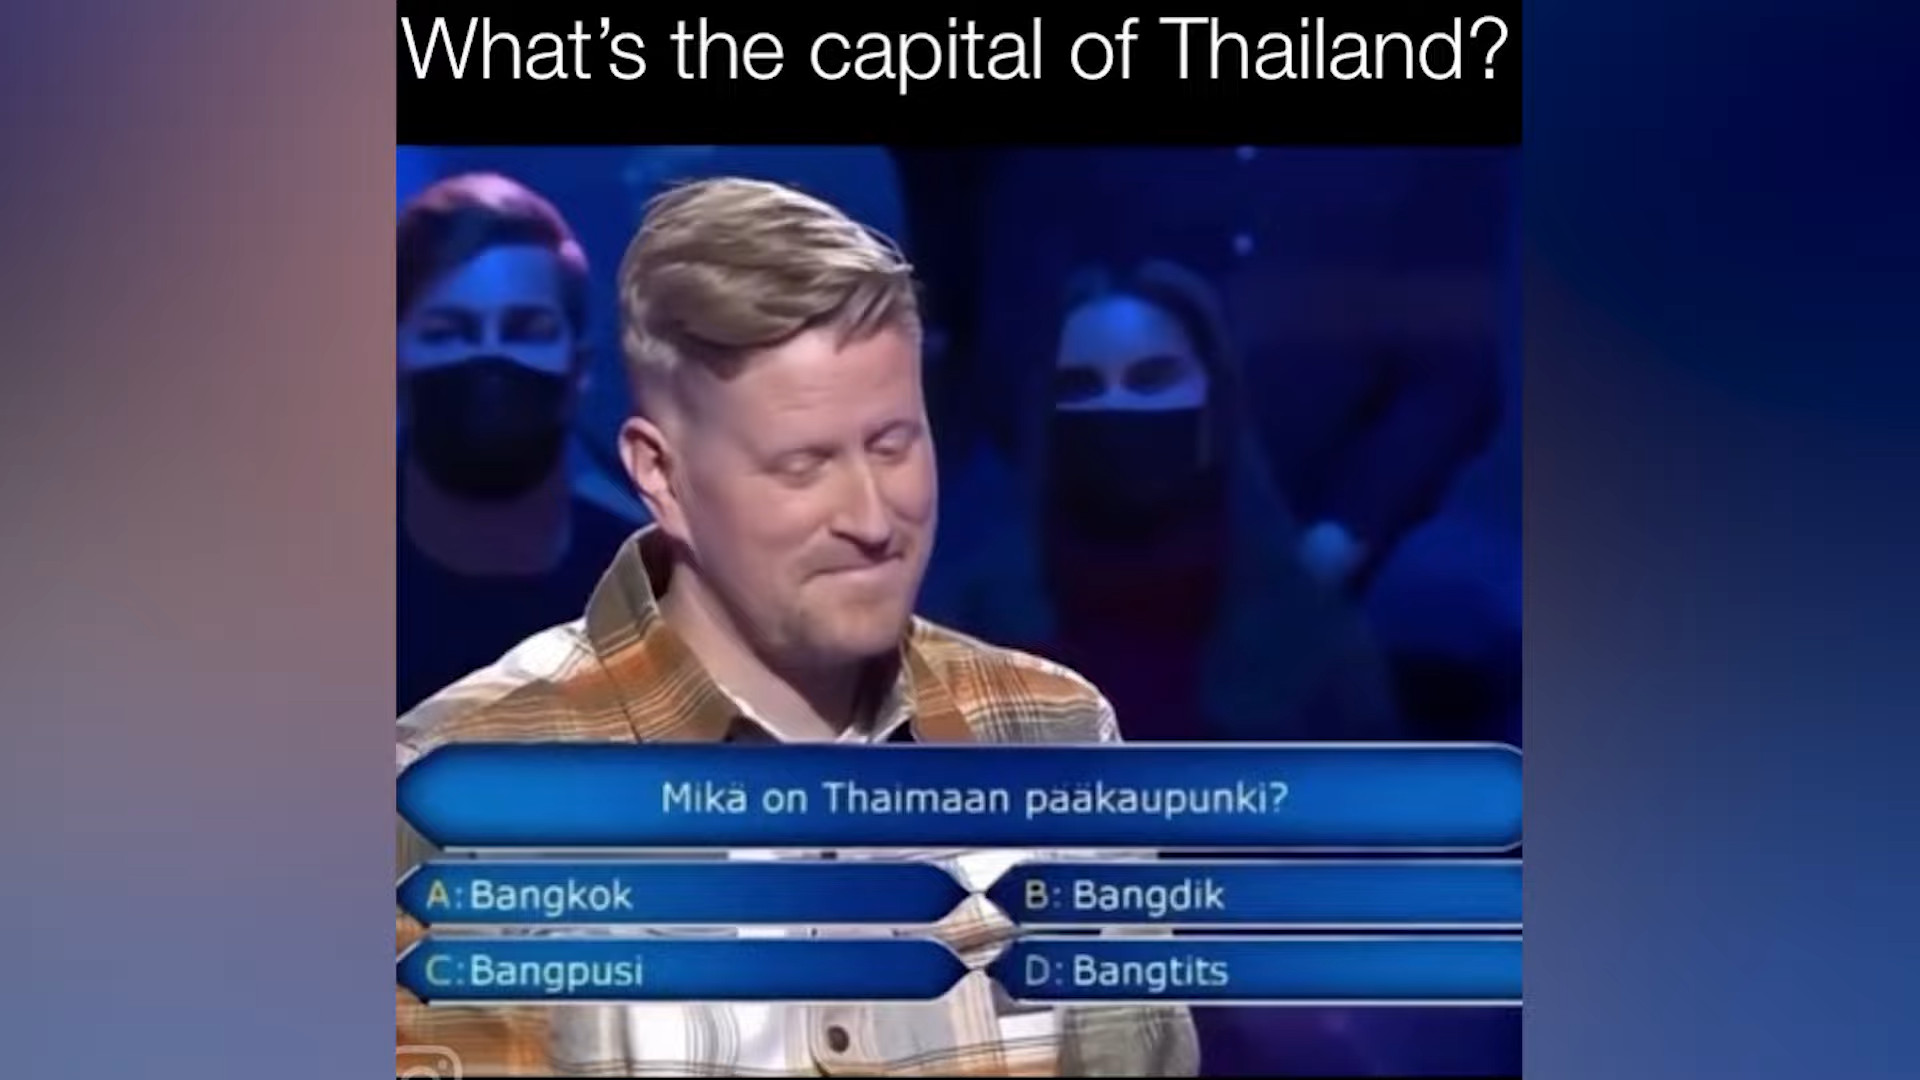 What's the capital of Thailand?
Mikä on Thaimaan pääkaupunki?
A: Bangkok
B: Bangdik
C: Bangpusi
D: Bangtits